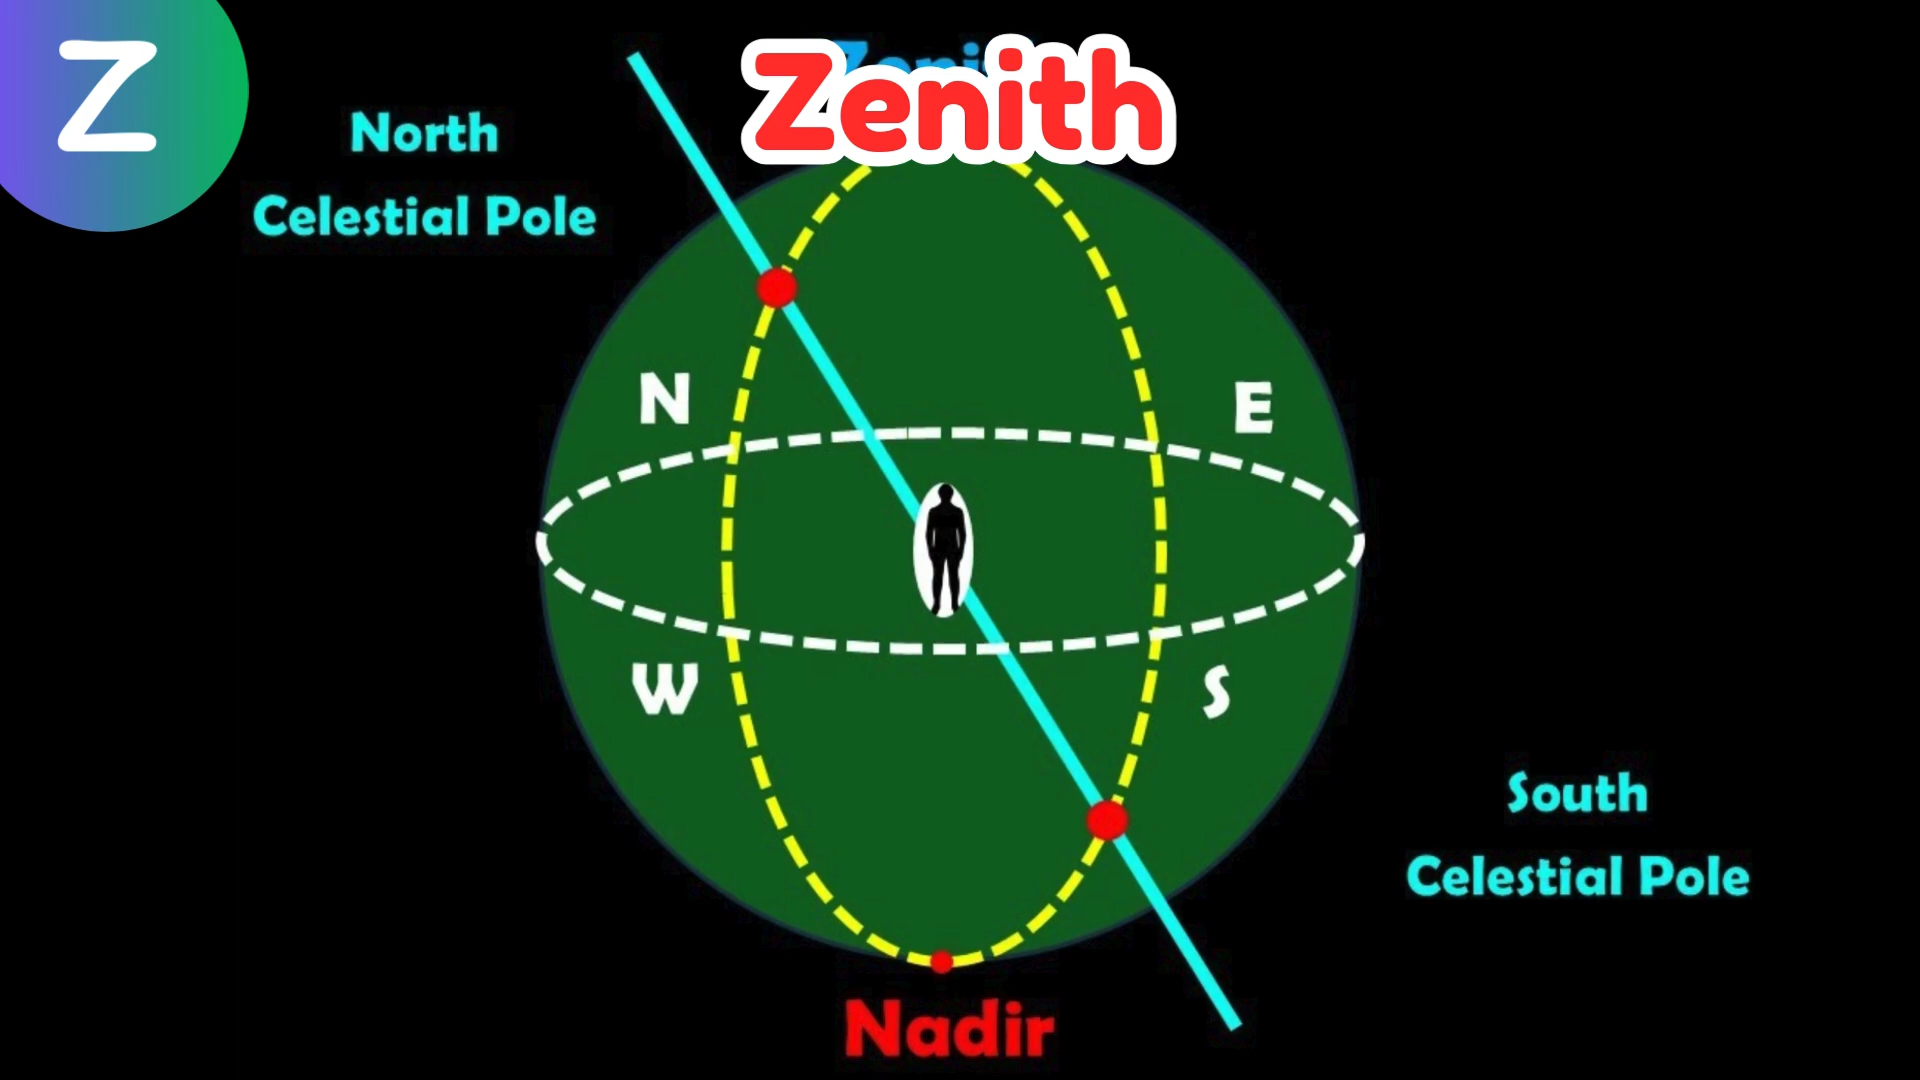 Z
Zenith
North
Celestial Pole
N
E
W
S
South
Celestial Pole
Nadir